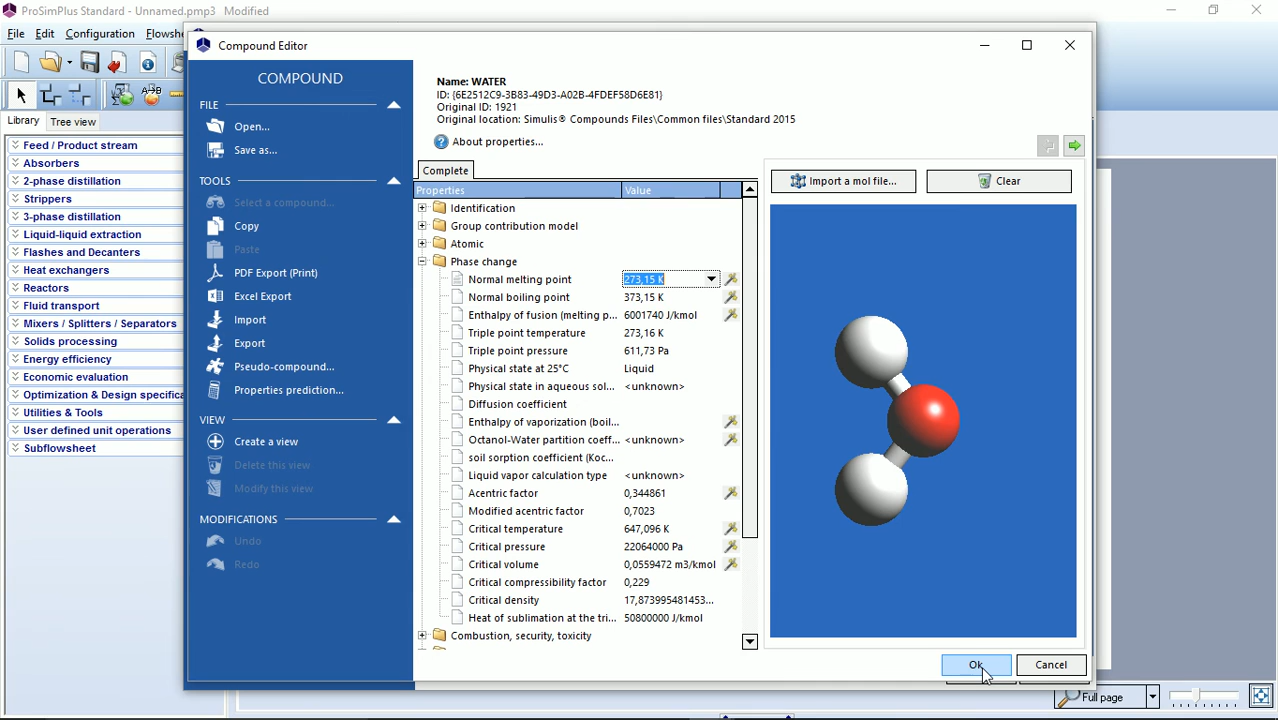 ProSimPlus Standard - Unnamed.pmp3 Modified
File Edit Configuration Flowshe
Compound Editor
Library Tree view
Feed / Product stream
Absorbers
2-phase distillation
Strippers
3-phase distillation
Liquid-liquid extraction
Flashes and Decanters
Heat exchangers
Reactors
Fluid transport
Mixers / Splitters / Separators
Solids processing
Energy efficiency
Economic evaluation
Optimization & Design specifica
Utilities & Tools
User defined unit operations
Subflowsheet
COMPOUND
FILE
Open...
Save as...
TOOLS
Select a compound...
Copy
Paste
PDF Export (Print)
Excel Export
Import
Export
Pseudo-compound...
Properties prediction...
VIEW
Create a view
Delete this view
Modify this view
MODIFICATIONS
Undo
Redo
Name: WATER
ID: {6E2512C9-3B83-49D3-A02B-4FDEF58D6E81}
Original ID: 1921
Original location: Simulis® Compounds Files\Common files\Standard 2015
About properties...
Complete
Properties Value
Identification
Group contribution model
Atomic
Phase change
Normal melting point 273,15 K
Normal boiling point 373,15 K
Enthalpy of fusion (melting p... 6001740 J/kmol
Triple point temperature 273,16 K
Triple point pressure 611,73 Pa
Physical state at 25°C Liquid
Physical state in aqueous sol... <unknown>
Diffusion coefficient
Enthalpy of vaporization (boil...
Octanol-Water partition coeff... <unknown>
soil sorption coefficient (Koc...
Liquid vapor calculation type <unknown>
Acentric factor 0,344861
Modified acentric factor 0,7023
Critical temperature 647,096 K
Critical pressure 22064000 Pa
Critical volume 0,0559472 m3/kmol
Critical compressibility factor 0,229
Critical density 17,873995481453...
Heat of sublimation at the tri... 50800000 J/kmol
Combustion, security, toxicity
Import a mol file... Clear
Ok Cancel
Full page